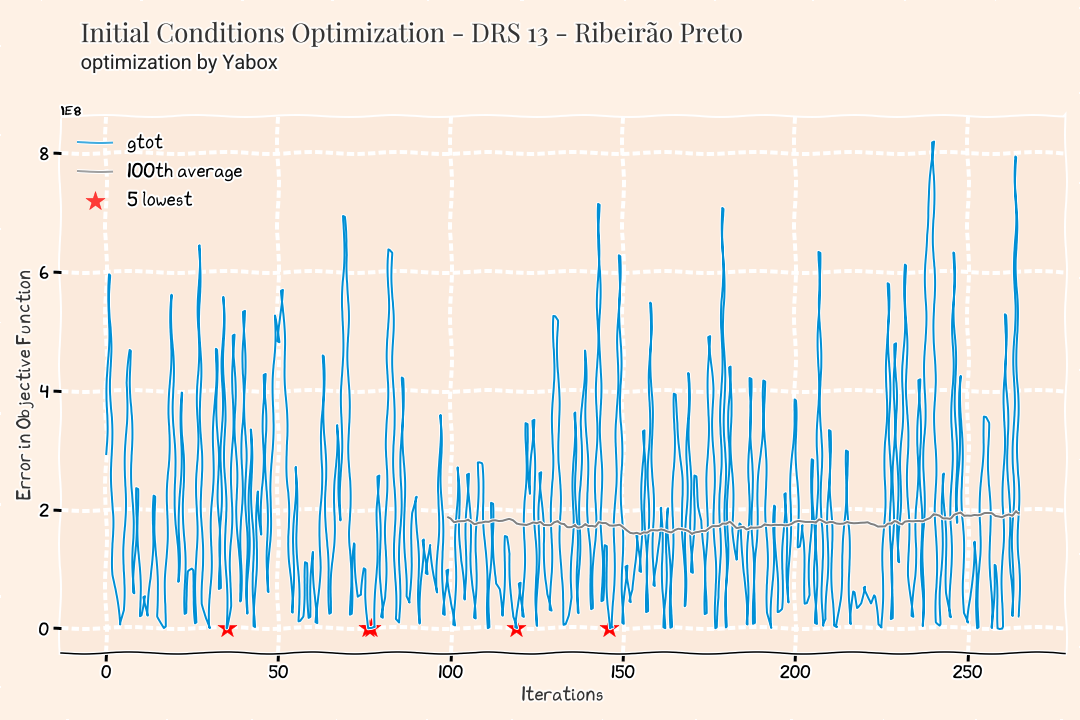 Initial Conditions Optimization - DRS 13 - Ribeirão Preto
optimization by Yabox
1E8
gtot
100th average
5 lowest
8
6
4
2
0
Error in Objective Function
0 50 100 150 200 250
Iterations